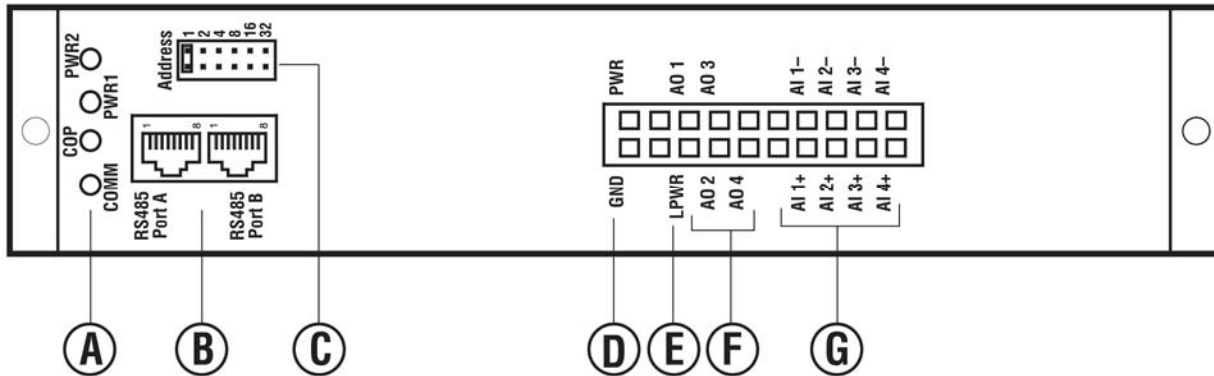 PWR2
PWR1
COP
COMM
Address
1 2 4 8 16 32
1 8 1 8
RS485
Port A
RS485
Port B
PWR AO 1 AO 3 AI 1– AI 2– AI 3– AI 4–
GND LPWR AO 2 AO 4 AI 1+ AI 2+ AI 3+ AI 4+
A B C D E F G